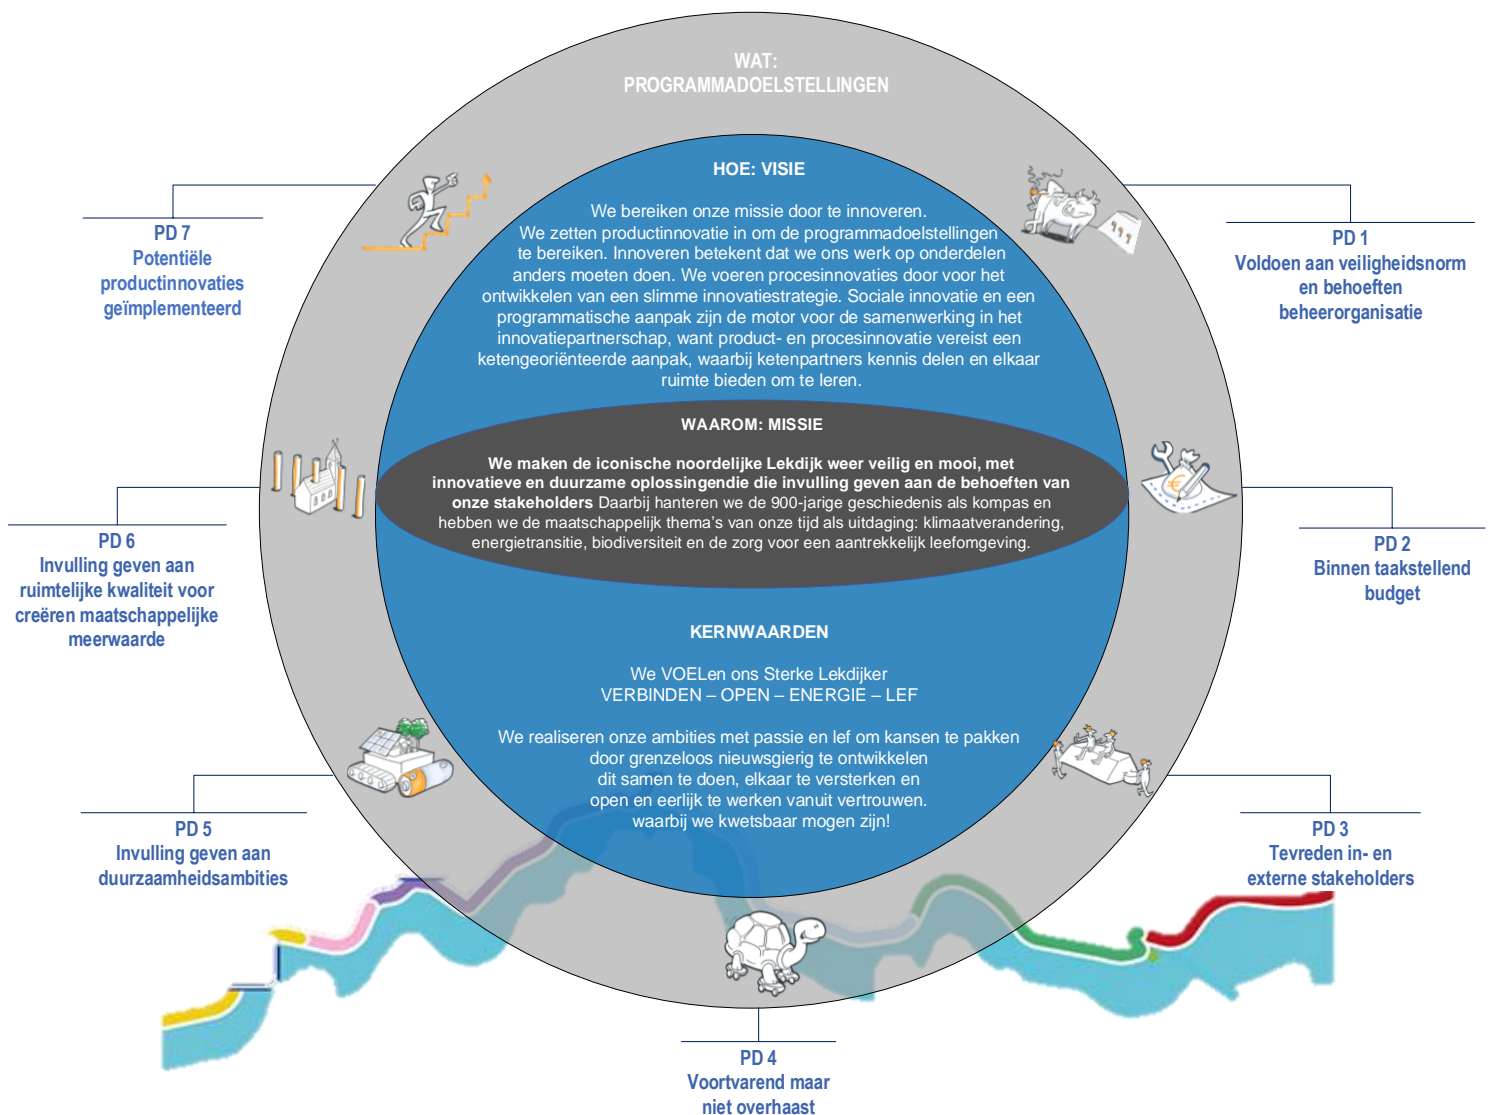 WAT:
PROGRAMMADOELSTELLINGEN
HOE: VISIE
We bereiken onze missie door te innoveren.
We zetten productinnovatie in om de programmadoelstellingen
te bereiken. Innoveren betekent dat we ons werk op onderdelen
anders moeten doen. We voeren procesinnovaties door voor het
ontwikkelen van een slimme innovatiestrategie. Sociale innovatie en een
programmatische aanpak zijn de motor voor de samenwerking in het
innovatiepartnerschap, want product- en procesinnovatie vereist een
ketengeoriënteerde aanpak, waarbij ketenpartners kennis delen en elkaar
ruimte bieden om te leren.
WAAROM: MISSIE
We maken de iconische noordelijke Lekdijk weer veilig en mooi, met
innovatieve en duurzame oplossingendie die invulling geven aan de behoeften van
onze stakeholders Daarbij hanteren we de 900-jarige geschiedenis als kompas en
hebben we de maatschappelijk thema's van onze tijd als uitdaging: klimaatverandering,
energietransitie, biodiversiteit en de zorg voor een aantrekkelijk leefomgeving.
KERNWAARDEN
We VOELen ons Sterke Lekdijker
VERBINDEN – OPEN – ENERGIE – LEF
We realiseren onze ambities met passie en lef om kansen te pakken
door grenzeloos nieuwsgierig te ontwikkelen
dit samen te doen, elkaar te versterken en
open en eerlijk te werken vanuit vertrouwen.
waarbij we kwetsbaar mogen zijn!
PD 1
Voldoen aan veiligheidsnorm
en behoeften
beheerorganisatie
PD 2
Binnen taakstellend
budget
PD 3
Tevreden in- en
externe stakeholders
PD 4
Voortvarend maar
niet overhaast
PD 5
Invulling geven aan
duurzaamheidsambities
PD 6
Invulling geven aan
ruimtelijke kwaliteit voor
creëren maatschappelijke
meerwaarde
PD 7
Potentiële
productinnovaties
geïmplementeerd
€